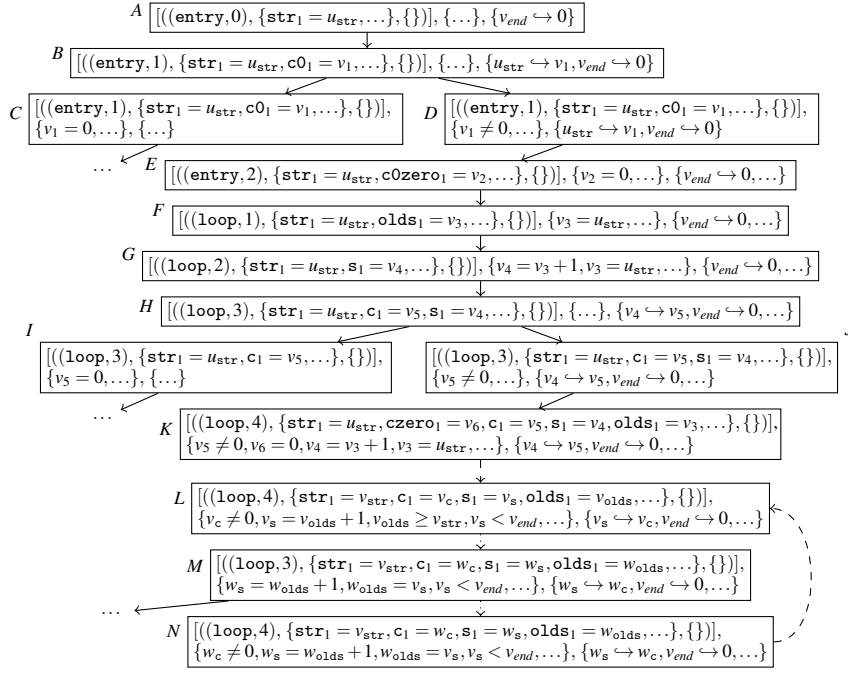 A [((entry,0), {str₁ = u_str,…},{})], {…}, {v_end ↪ 0}
B [((entry,1), {str₁ = u_str, c0₁ = v₁,…},{})], {…}, {u_str ↪ v₁, v_end ↪ 0}
C [((entry,1), {str₁ = u_str, c0₁ = v₁,…},{})],
{v₁ = 0,…}, {…}
D [((entry,1), {str₁ = u_str, c0₁ = v₁,…},{})],
{v₁ ≠ 0,…}, {u_str ↪ v₁, v_end ↪ 0}
…
E [((entry,2), {str₁ = u_str, c0zero₁ = v₂,…},{})], {v₂ = 0,…}, {v_end ↪ 0,…}
F [((loop,1), {str₁ = u_str, olds₁ = v₃,…},{})], {v₃ = u_str,…}, {v_end ↪ 0,…}
G [((loop,2), {str₁ = u_str, s₁ = v₄,…},{})], {v₄ = v₃ + 1, v₃ = u_str,…}, {v_end ↪ 0,…}
H [((loop,3), {str₁ = u_str, c₁ = v₅, s₁ = v₄,…},{})], {…}, {v₄ ↪ v₅, v_end ↪ 0,…}
I [((loop,3), {str₁ = u_str, c₁ = v₅,…},{})],
{v₅ = 0,…}, {…}
[((loop,3), {str₁ = u_str, c₁ = v₅, s₁ = v₄,…},{})],
{v₅ ≠ 0,…}, {v₄ ↪ v₅, v_end ↪ 0,…}
…
K [((loop,4), {str₁ = u_str, czero₁ = v₆, c₁ = v₅, s₁ = v₄, olds₁ = v₃,…},{})],
{v₅ ≠ 0, v₆ = 0, v₄ = v₃ + 1, v₃ = u_str,…}, {v₄ ↪ v₅, v_end ↪ 0,…}
L [((loop,4), {str₁ = v_str, c₁ = v_c, s₁ = v_s, olds₁ = v_olds,…},{})],
{v_c ≠ 0, v_s = v_olds + 1, v_olds ≥ v_str, v_s < v_end,…}, {v_s ↪ v_c, v_end ↪ 0,…}
M [((loop,3), {str₁ = v_str, c₁ = w_c, s₁ = w_s, olds₁ = w_olds,…},{})],
{w_s = w_olds + 1, w_olds = v_s, v_s < v_end,…}, {w_s ↪ w_c, v_end ↪ 0,…}
…
N [((loop,4), {str₁ = v_str, c₁ = w_c, s₁ = w_s, olds₁ = w_olds,…},{})],
{w_c ≠ 0, w_s = w_olds + 1, w_olds = v_s, v_s < v_end,…}, {w_s ↪ w_c, v_end ↪ 0,…}